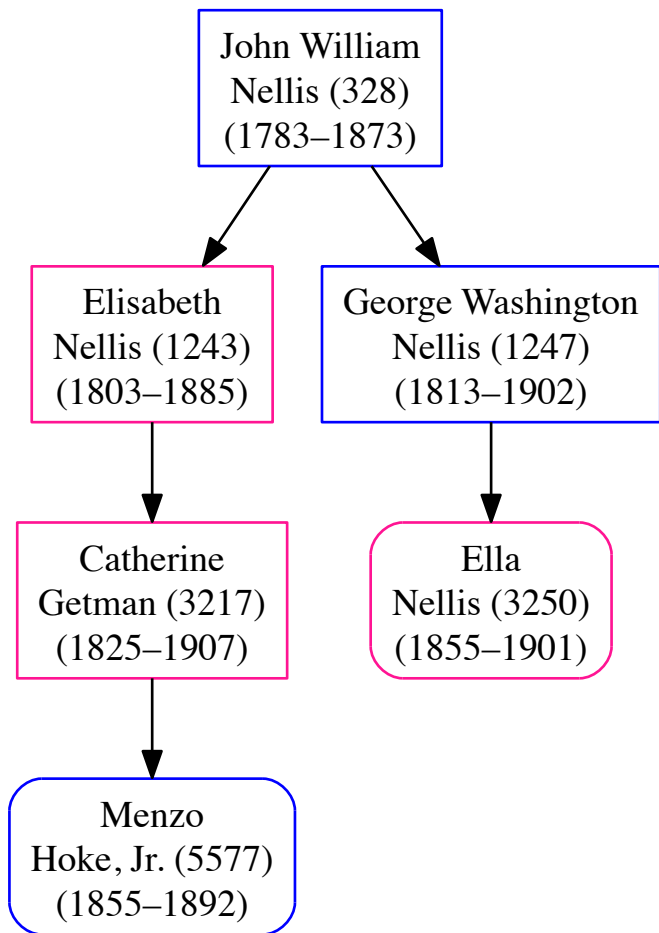 John William
Nellis (328)
(1783–1873)
Elisabeth
Nellis (1243)
(1803–1885)
George Washington
Nellis (1247)
(1813–1902)
Catherine
Getman (3217)
(1825–1907)
Ella
Nellis (3250)
(1855–1901)
Menzo
Hoke, Jr. (5577)
(1855–1892)